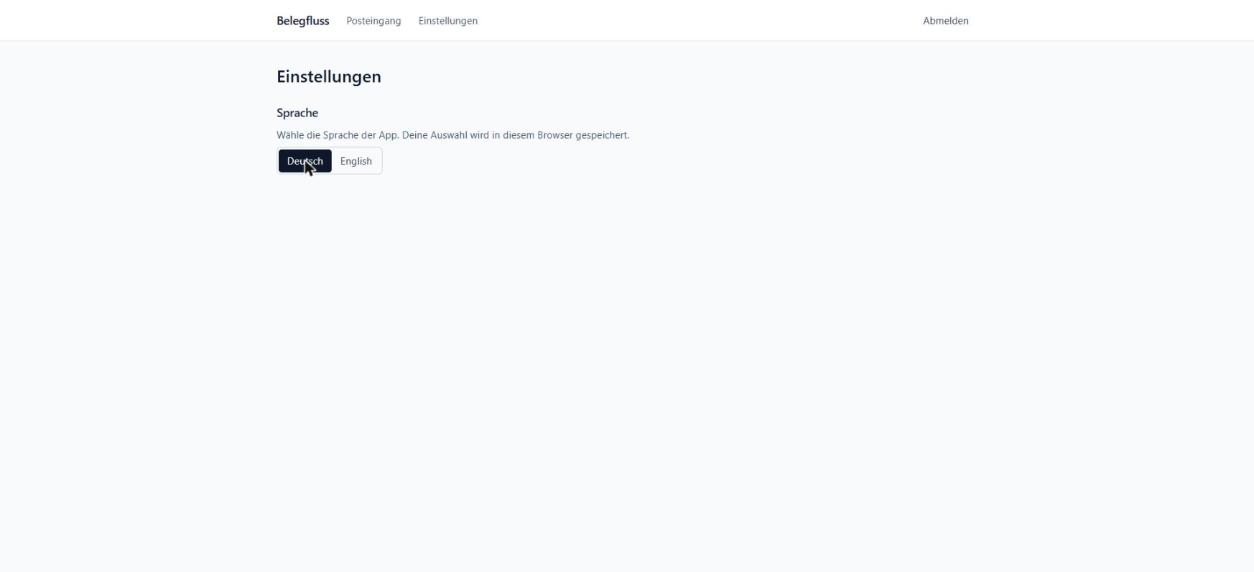 Belegfluss Posteingang Einstellungen Abmelden
Einstellungen
Sprache
Wähle die Sprache der App. Deine Auswahl wird in diesem Browser gespeichert.
Deutsch English